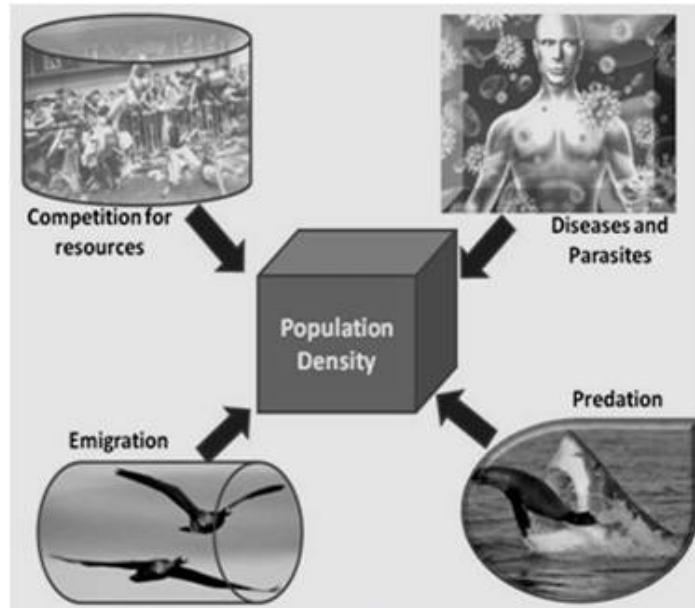 Competition for
resources
Diseases and
Parasites
Population
Density
Emigration
Predation